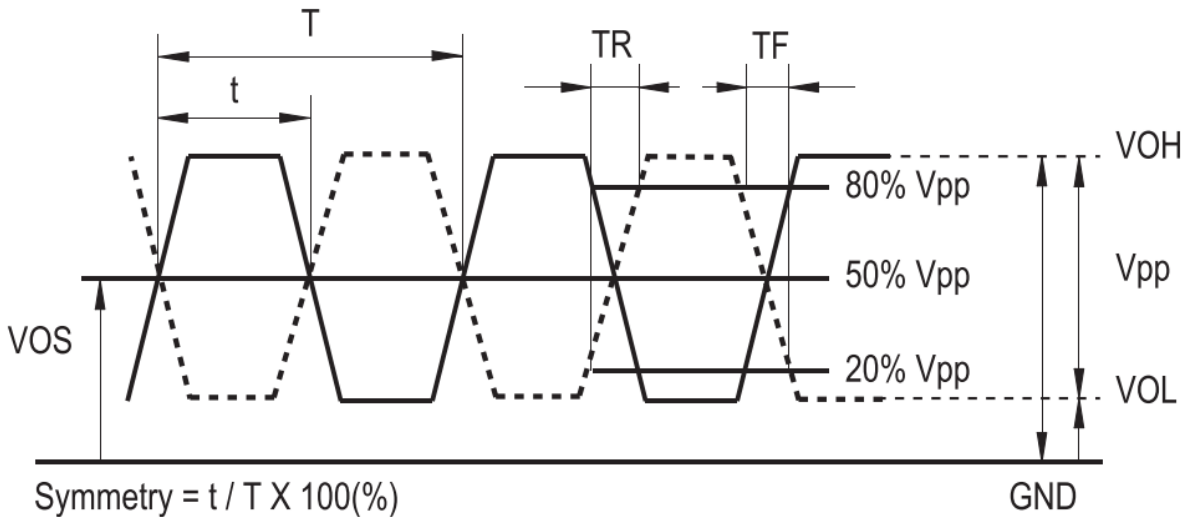 T
TR
TF
t
VOH
80% Vpp
50% Vpp
Vpp
VOS
20% Vpp
VOL
Symmetry = t / T X 100(%)
GND